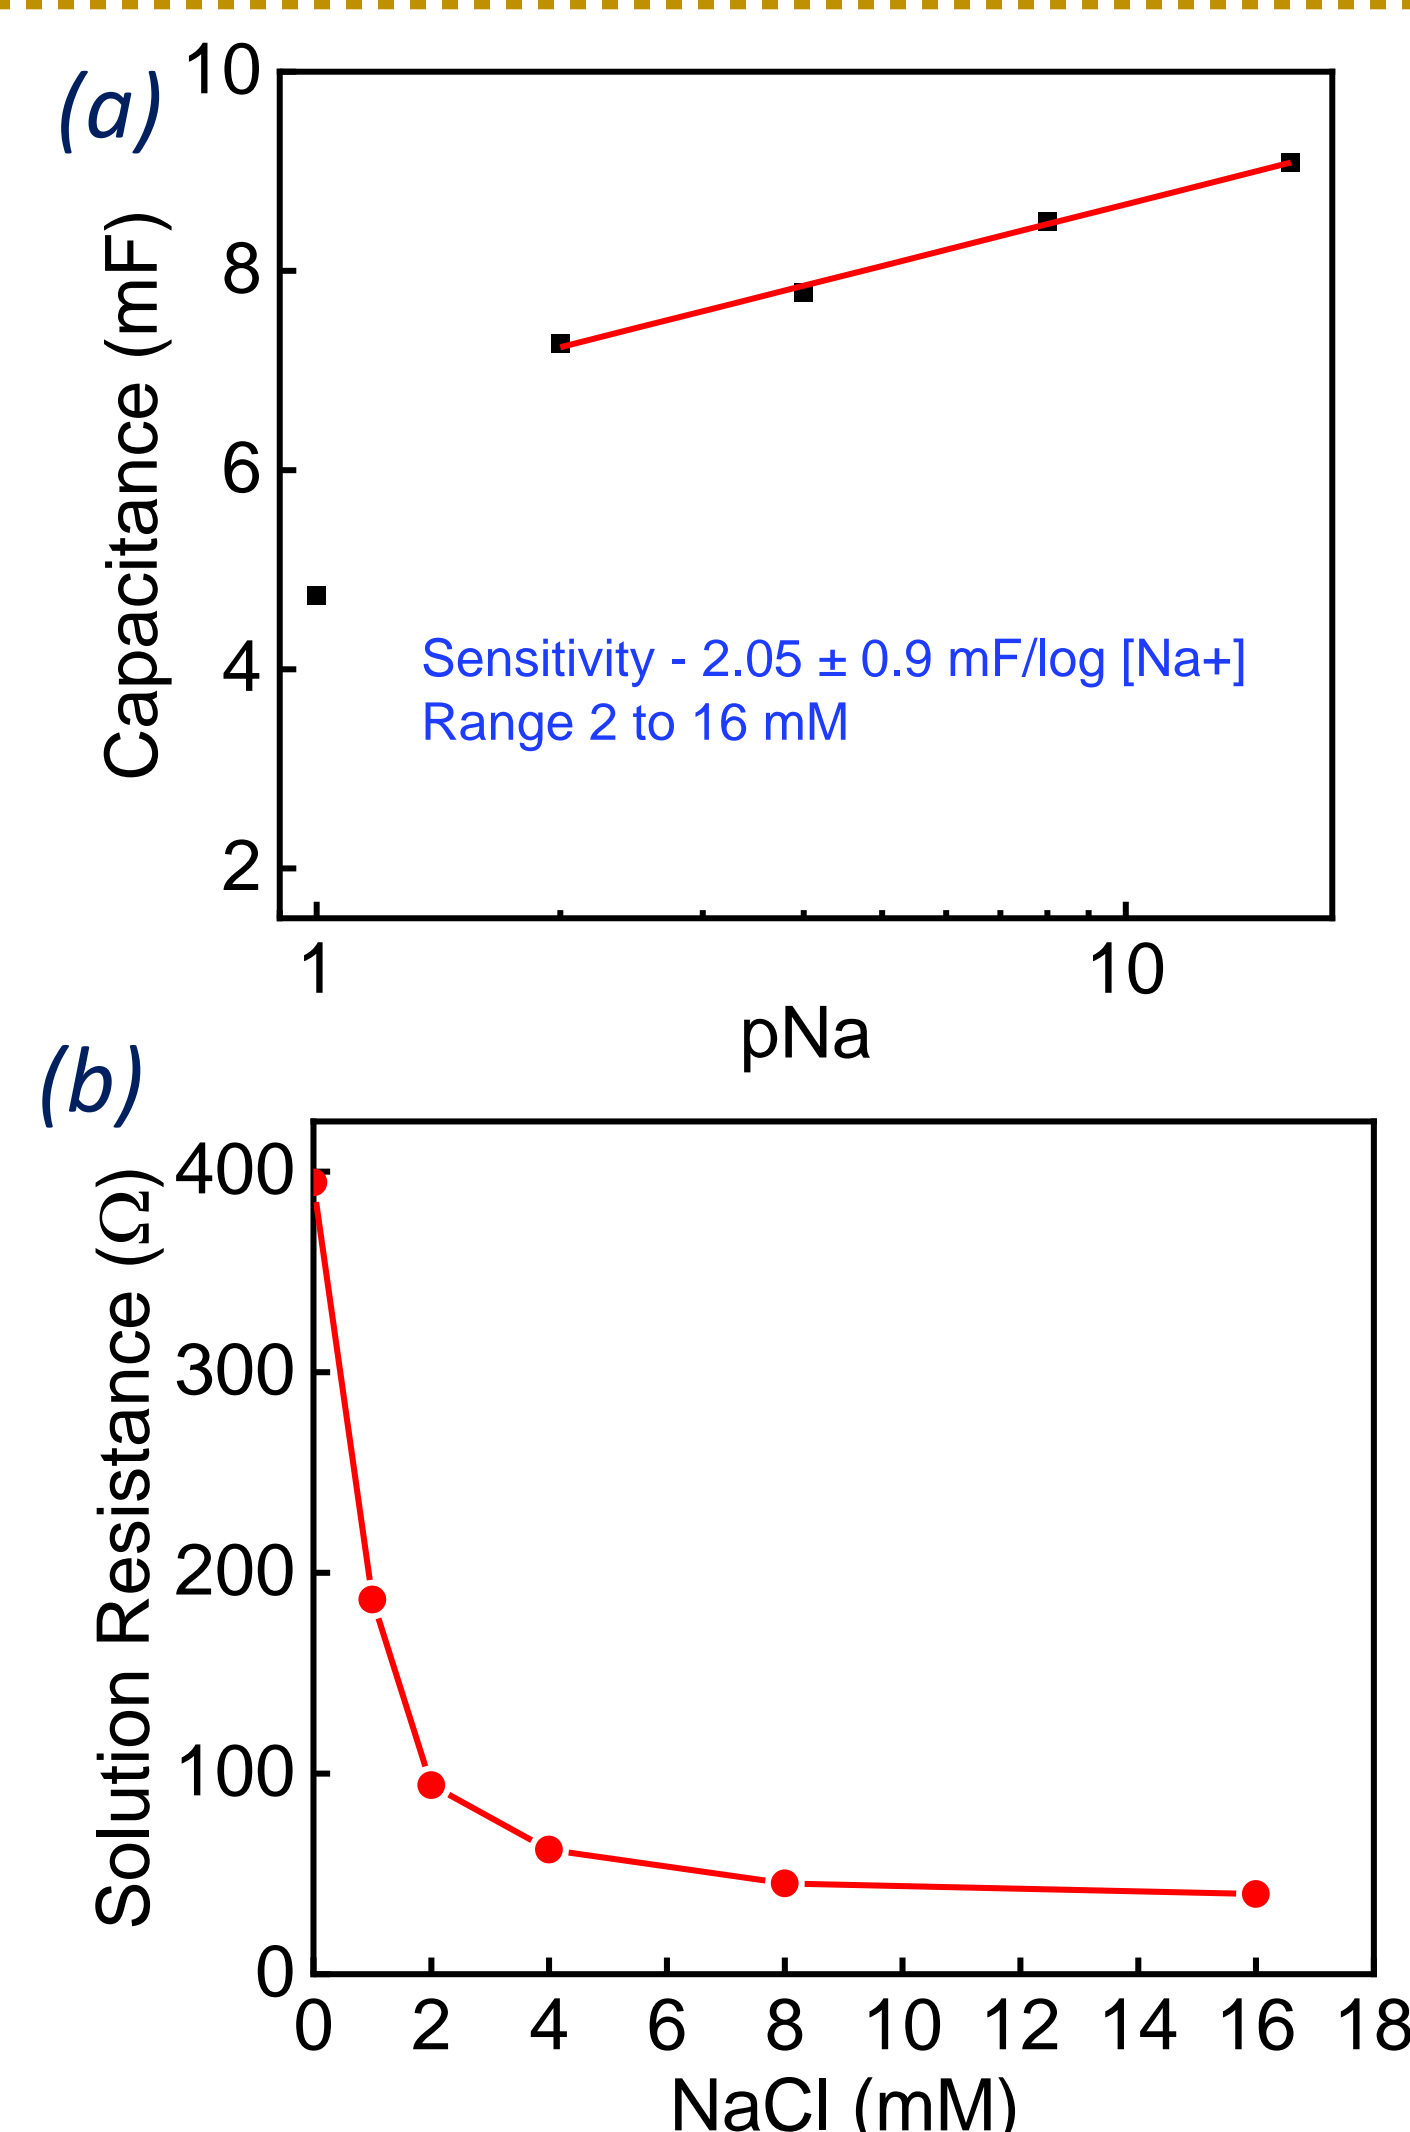 (a)
10
8
6
4
2
Capacitance (mF)
Sensitivity - 2.05 ± 0.9 mF/log [Na+]
Range 2 to 16 mM
1 10
pNa
(b)
400
300
200
100
0
Solution Resistance (Ω)
0 2 4 6 8 10 12 14 16 18
NaCl (mM)